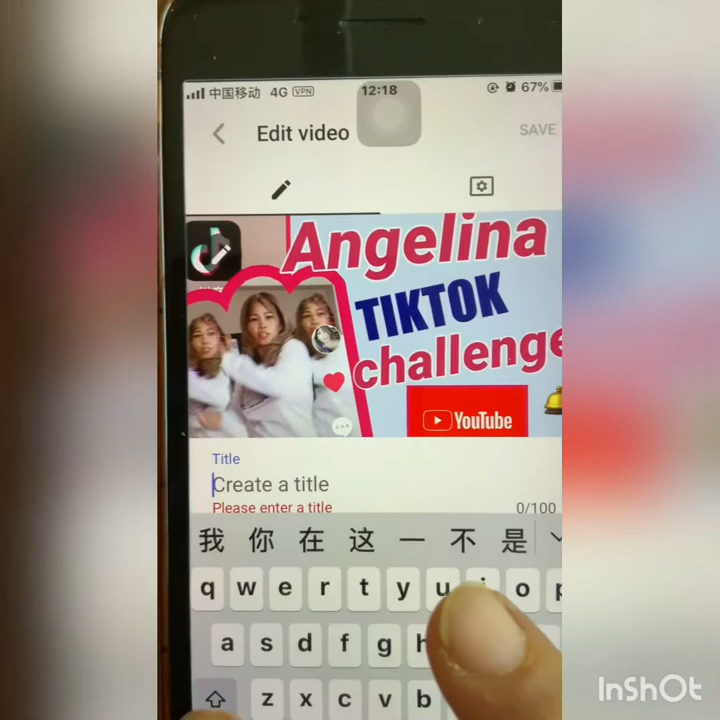 中国移动 4G VPN 12:18 67%
Edit video SAVE
Angelina
TIKTOK
challenge
YouTube
Title
Create a title
Please enter a title 0/100
我 你 在 这 一 不 是
q w e r t y u i o p
a s d f g h
z x c v b
InShOt